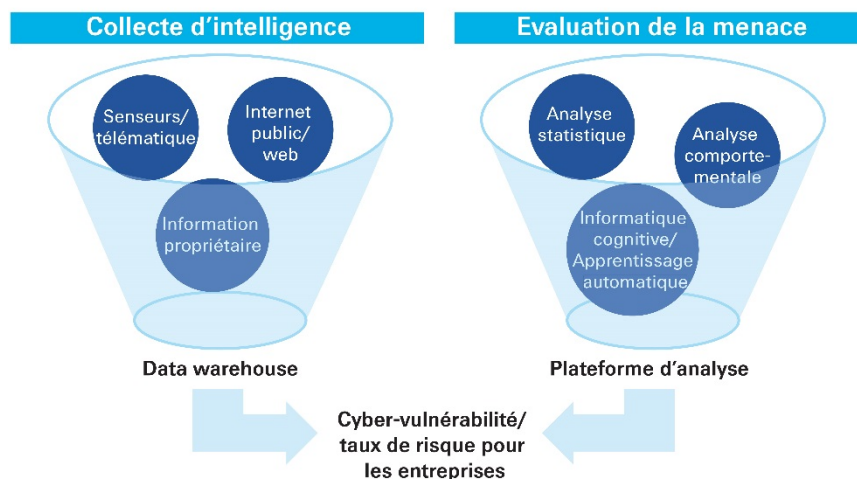 Collecte d'intelligence
Senseurs/
télématique
Internet
public/
web
Information
propriétaire
Data warehouse
Evaluation de la menace
Analyse
statistique
Analyse
comporte-
mentale
Informatique
cognitive/
Apprentissage
automatique
Plateforme d'analyse
Cyber-vulnérabilité/
taux de risque pour
les entreprises